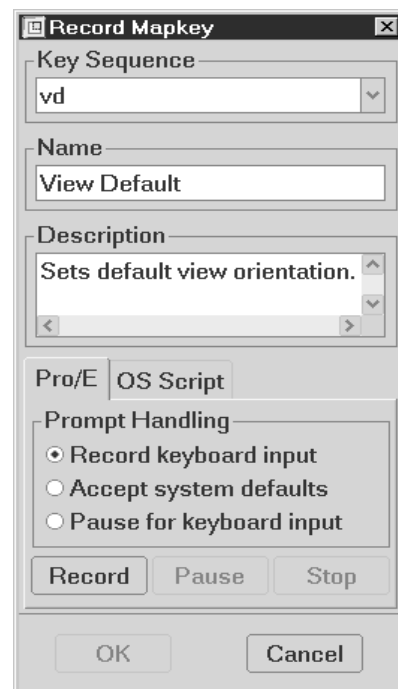 Record Mapkey
Key Sequence
vd
Name
View Default
Description
Sets default view orientation.
Pro/E OS Script
Prompt Handling
Record keyboard input
Accept system defaults
Pause for keyboard input
Record Pause Stop
OK Cancel